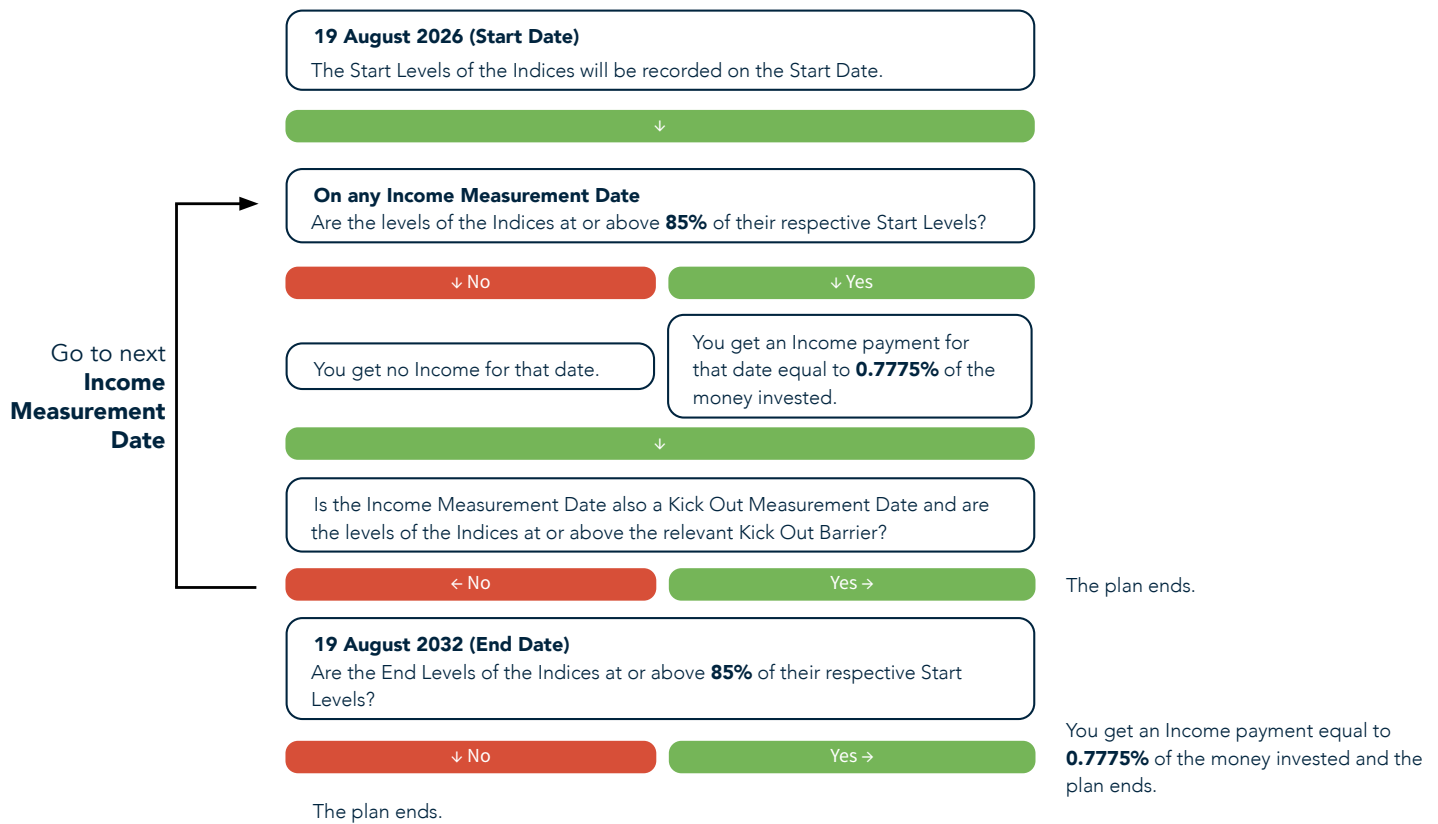 19 August 2026 (Start Date)
The Start Levels of the Indices will be recorded on the Start Date.
↓
On any Income Measurement Date
Are the levels of the Indices at or above 85% of their respective Start Levels?
↓ No
↓ Yes
Go to next
Income
Measurement
Date
You get no Income for that date.
You get an Income payment for
that date equal to 0.7775% of the
money invested.
↓
Is the Income Measurement Date also a Kick Out Measurement Date and are
the levels of the Indices at or above the relevant Kick Out Barrier?
← No
Yes →
The plan ends.
19 August 2032 (End Date)
Are the End Levels of the Indices at or above 85% of their respective Start
Levels?
↓ No
Yes →
You get an Income payment equal to
0.7775% of the money invested and the
plan ends.
The plan ends.